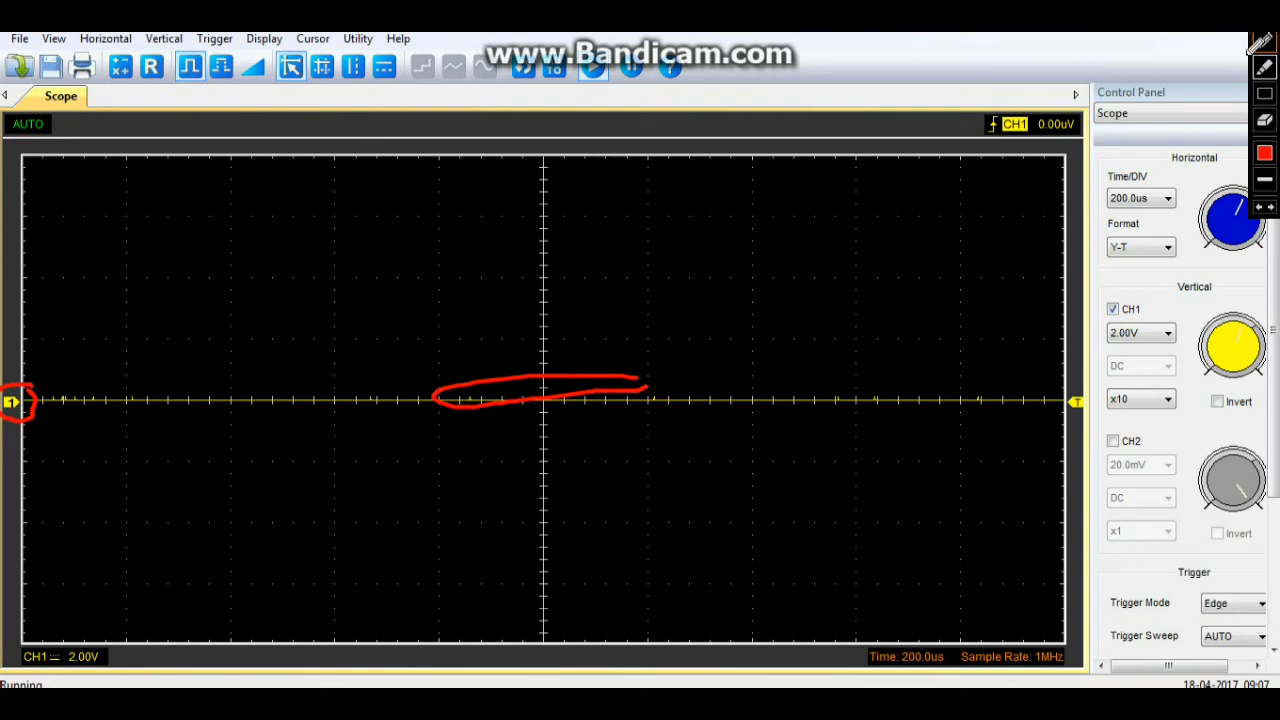 www.Bandicam.com
File View Horizontal Vertical Trigger Display Cursor Utility Help
R
Scope
AUTO
CH1 0.00uV
1
T
CH1 2.00V
Time: 200.0us Sample Rate: 1MHz
Control Panel
Scope
Horizontal
Time/DIV
200.0us
Format
Y-T
Vertical
CH1
2.00V
DC
x10
Invert
CH2
20.0mV
DC
x1
Invert
Trigger
Trigger Mode Edge
Trigger Sweep AUTO
Running
18-04-2017 09:07